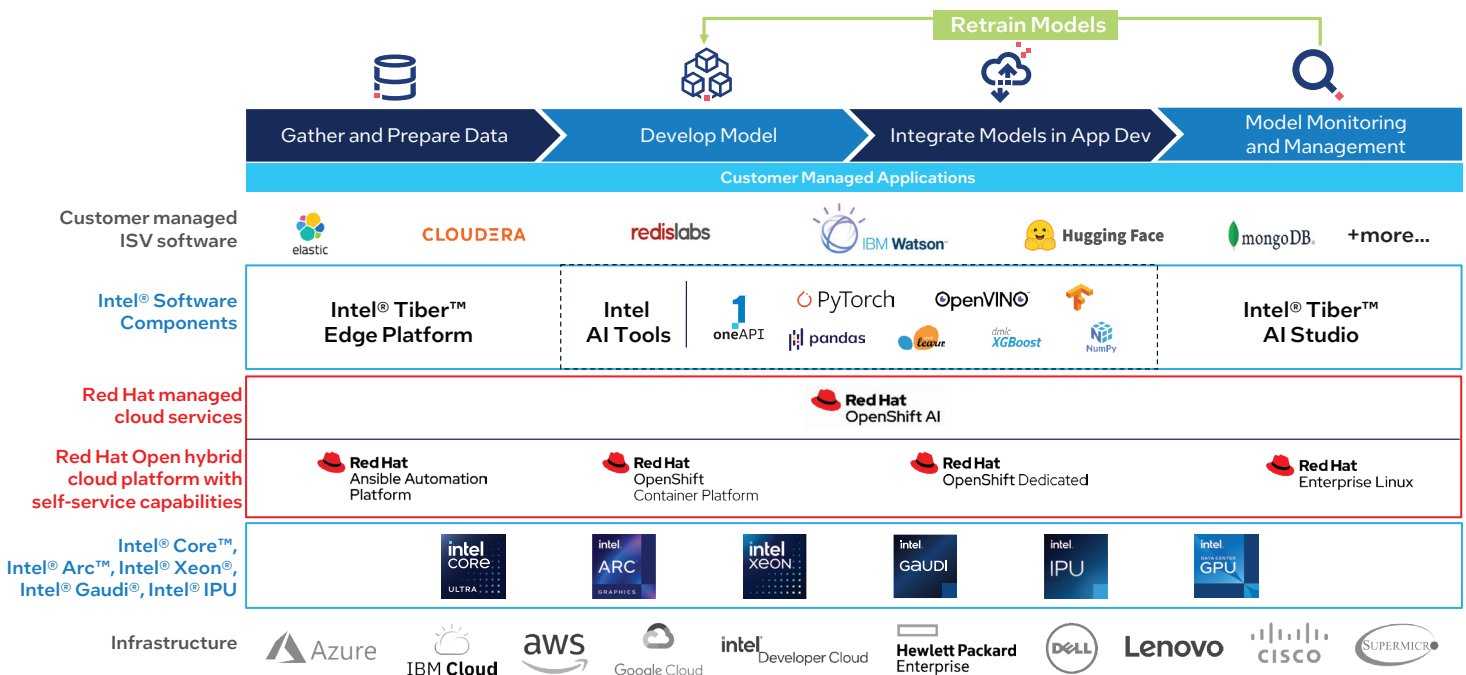 Retrain Models
Gather and Prepare Data
Develop Model
Integrate Models in App Dev
Model Monitoring
and Management
Customer Managed Applications
Customer managed
ISV software
elastic
CLOUDERA
redislabs
IBM Watson™
Hugging Face
mongoDB®
+more...
Intel® Software
Components
Intel® Tiber™
Edge Platform
Intel
AI Tools
1
oneAPI
PyTorch
OpenVINO™
pandas
learn
dmlc
XGBoost
NumPy
Intel® Tiber™
AI Studio
Red Hat managed
cloud services
Red Hat
OpenShift AI
Red Hat Open hybrid
cloud platform with
self-service capabilities
Red Hat
Ansible Automation
Platform
Red Hat
OpenShift
Container Platform
Red Hat
OpenShift Dedicated
Red Hat
Enterprise Linux
Intel® Core™,
Intel® Arc™, Intel® Xeon®,
Intel® Gaudi®, Intel® IPU
intel
CORE
ULTRA
intel
ARC
GRAPHICS
intel
XEON
intel
GAUDI
intel
IPU
intel
DATA CENTER
GPU
Infrastructure
Azure
IBM Cloud
aws
Google Cloud
intel Developer Cloud
Hewlett Packard
Enterprise
DELL
Lenovo
CISCO
SUPERMICRO